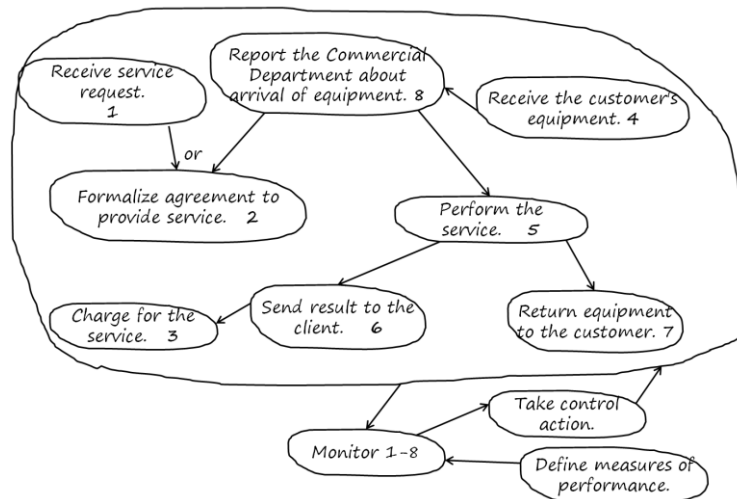 Receive service
request.
1
Report the Commercial
Department about
arrival of equipment. 8
Receive the customer's
equipment. 4
or
Formalize agreement to
provide service. 2
Perform the
service. 5
Charge for the
service. 3
Send result to the
client. 6
Return equipment
to the customer. 7
Take control
action.
Monitor 1-8
Define measures of
performance.